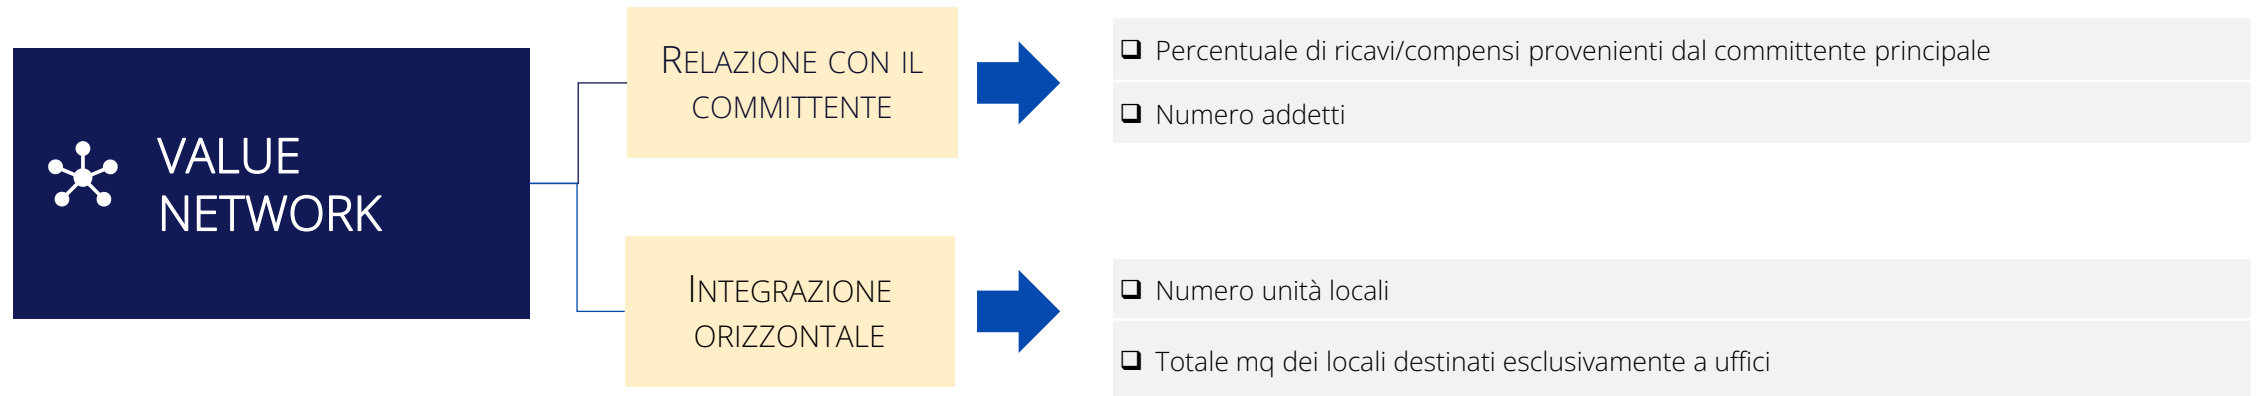 VALUE
NETWORK
RELAZIONE CON IL
COMMITTENTE
❑ Percentuale di ricavi/compensi provenienti dal committente principale
❑ Numero addetti
INTEGRAZIONE
ORIZZONTALE
❑ Numero unità locali
❑ Totale mq dei locali destinati esclusivamente a uffici